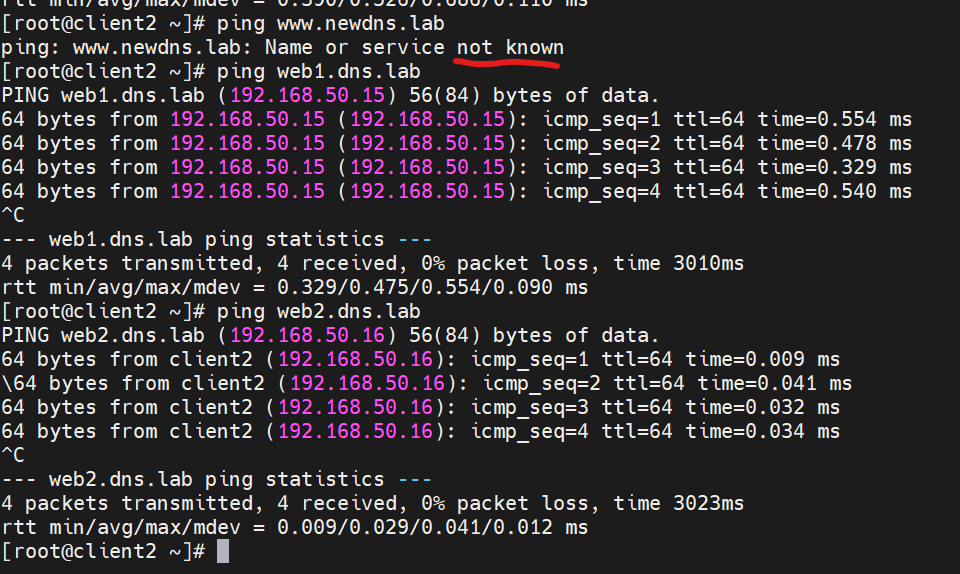 rtt min/avg/max/mdev = 0.390/0.526/0.686/0.110 ms
[root@client2 ~]# ping www.newdns.lab
ping: www.newdns.lab: Name or service not known
[root@client2 ~]# ping web1.dns.lab
PING web1.dns.lab (192.168.50.15) 56(84) bytes of data.
64 bytes from 192.168.50.15 (192.168.50.15): icmp_seq=1 ttl=64 time=0.554 ms
64 bytes from 192.168.50.15 (192.168.50.15): icmp_seq=2 ttl=64 time=0.478 ms
64 bytes from 192.168.50.15 (192.168.50.15): icmp_seq=3 ttl=64 time=0.329 ms
64 bytes from 192.168.50.15 (192.168.50.15): icmp_seq=4 ttl=64 time=0.540 ms
^C
--- web1.dns.lab ping statistics ---
4 packets transmitted, 4 received, 0% packet loss, time 3010ms
rtt min/avg/max/mdev = 0.329/0.475/0.554/0.090 ms
[root@client2 ~]# ping web2.dns.lab
PING web2.dns.lab (192.168.50.16) 56(84) bytes of data.
64 bytes from client2 (192.168.50.16): icmp_seq=1 ttl=64 time=0.009 ms
\64 bytes from client2 (192.168.50.16): icmp_seq=2 ttl=64 time=0.041 ms
64 bytes from client2 (192.168.50.16): icmp_seq=3 ttl=64 time=0.032 ms
64 bytes from client2 (192.168.50.16): icmp_seq=4 ttl=64 time=0.034 ms
^C
--- web2.dns.lab ping statistics ---
4 packets transmitted, 4 received, 0% packet loss, time 3023ms
rtt min/avg/max/mdev = 0.009/0.029/0.041/0.012 ms
[root@client2 ~]#